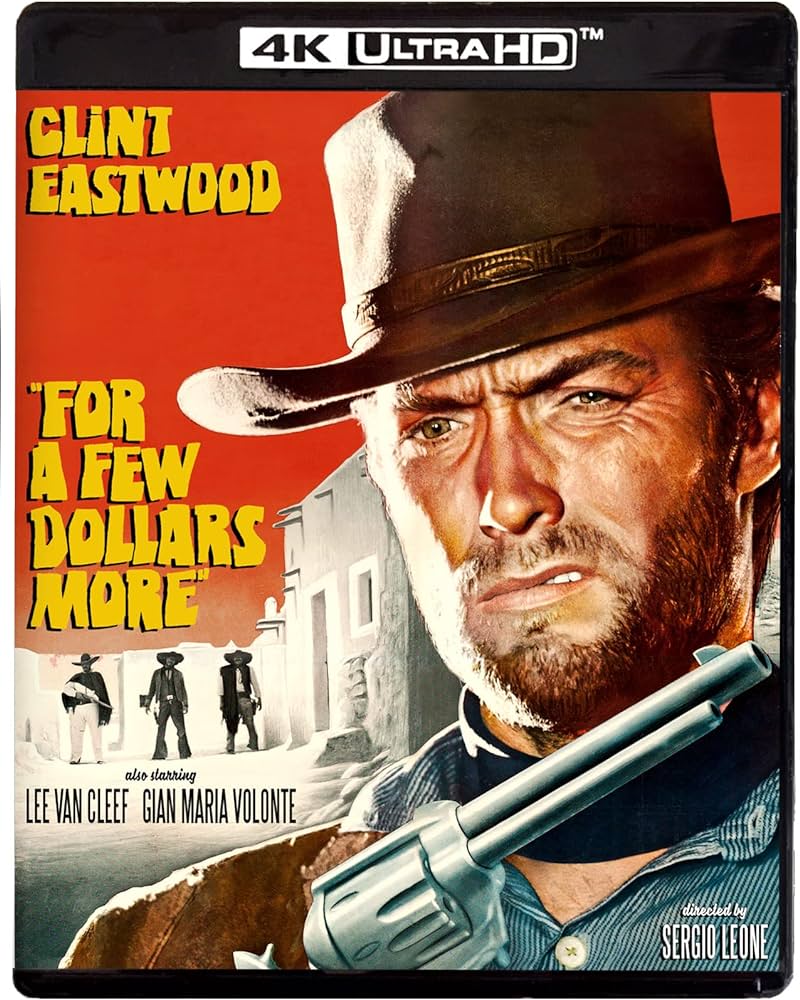 4K ULTRA HD™
CLiNT
EASTWOOD
"FOR
A FEW
DOLLARS
MORE"
also starring
LEE VAN CLEEF GIAN MARIA VOLONTE
directed by
SERGIO LEONE